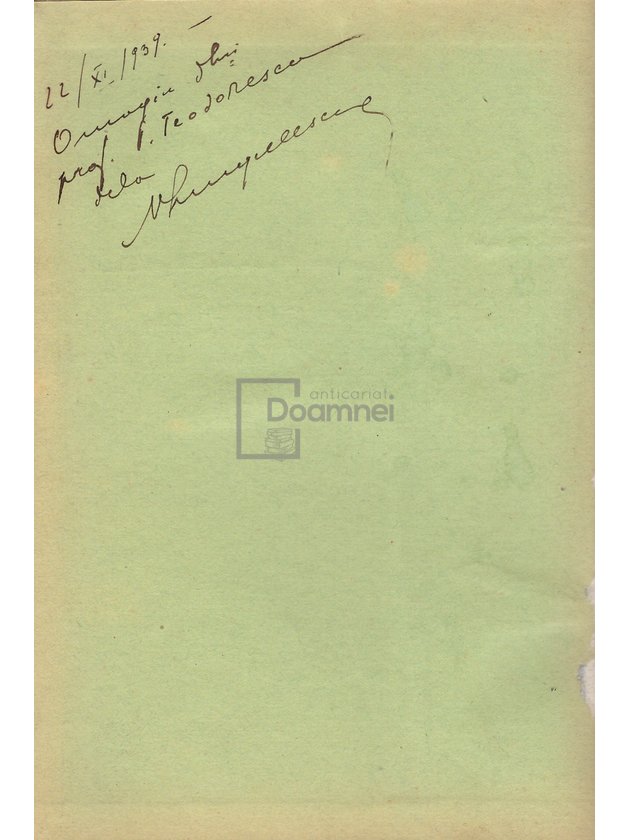 22/XI/1939.
Omagiu dlui
prof. I. Teodorescu
dela
anticariat
Doamnei